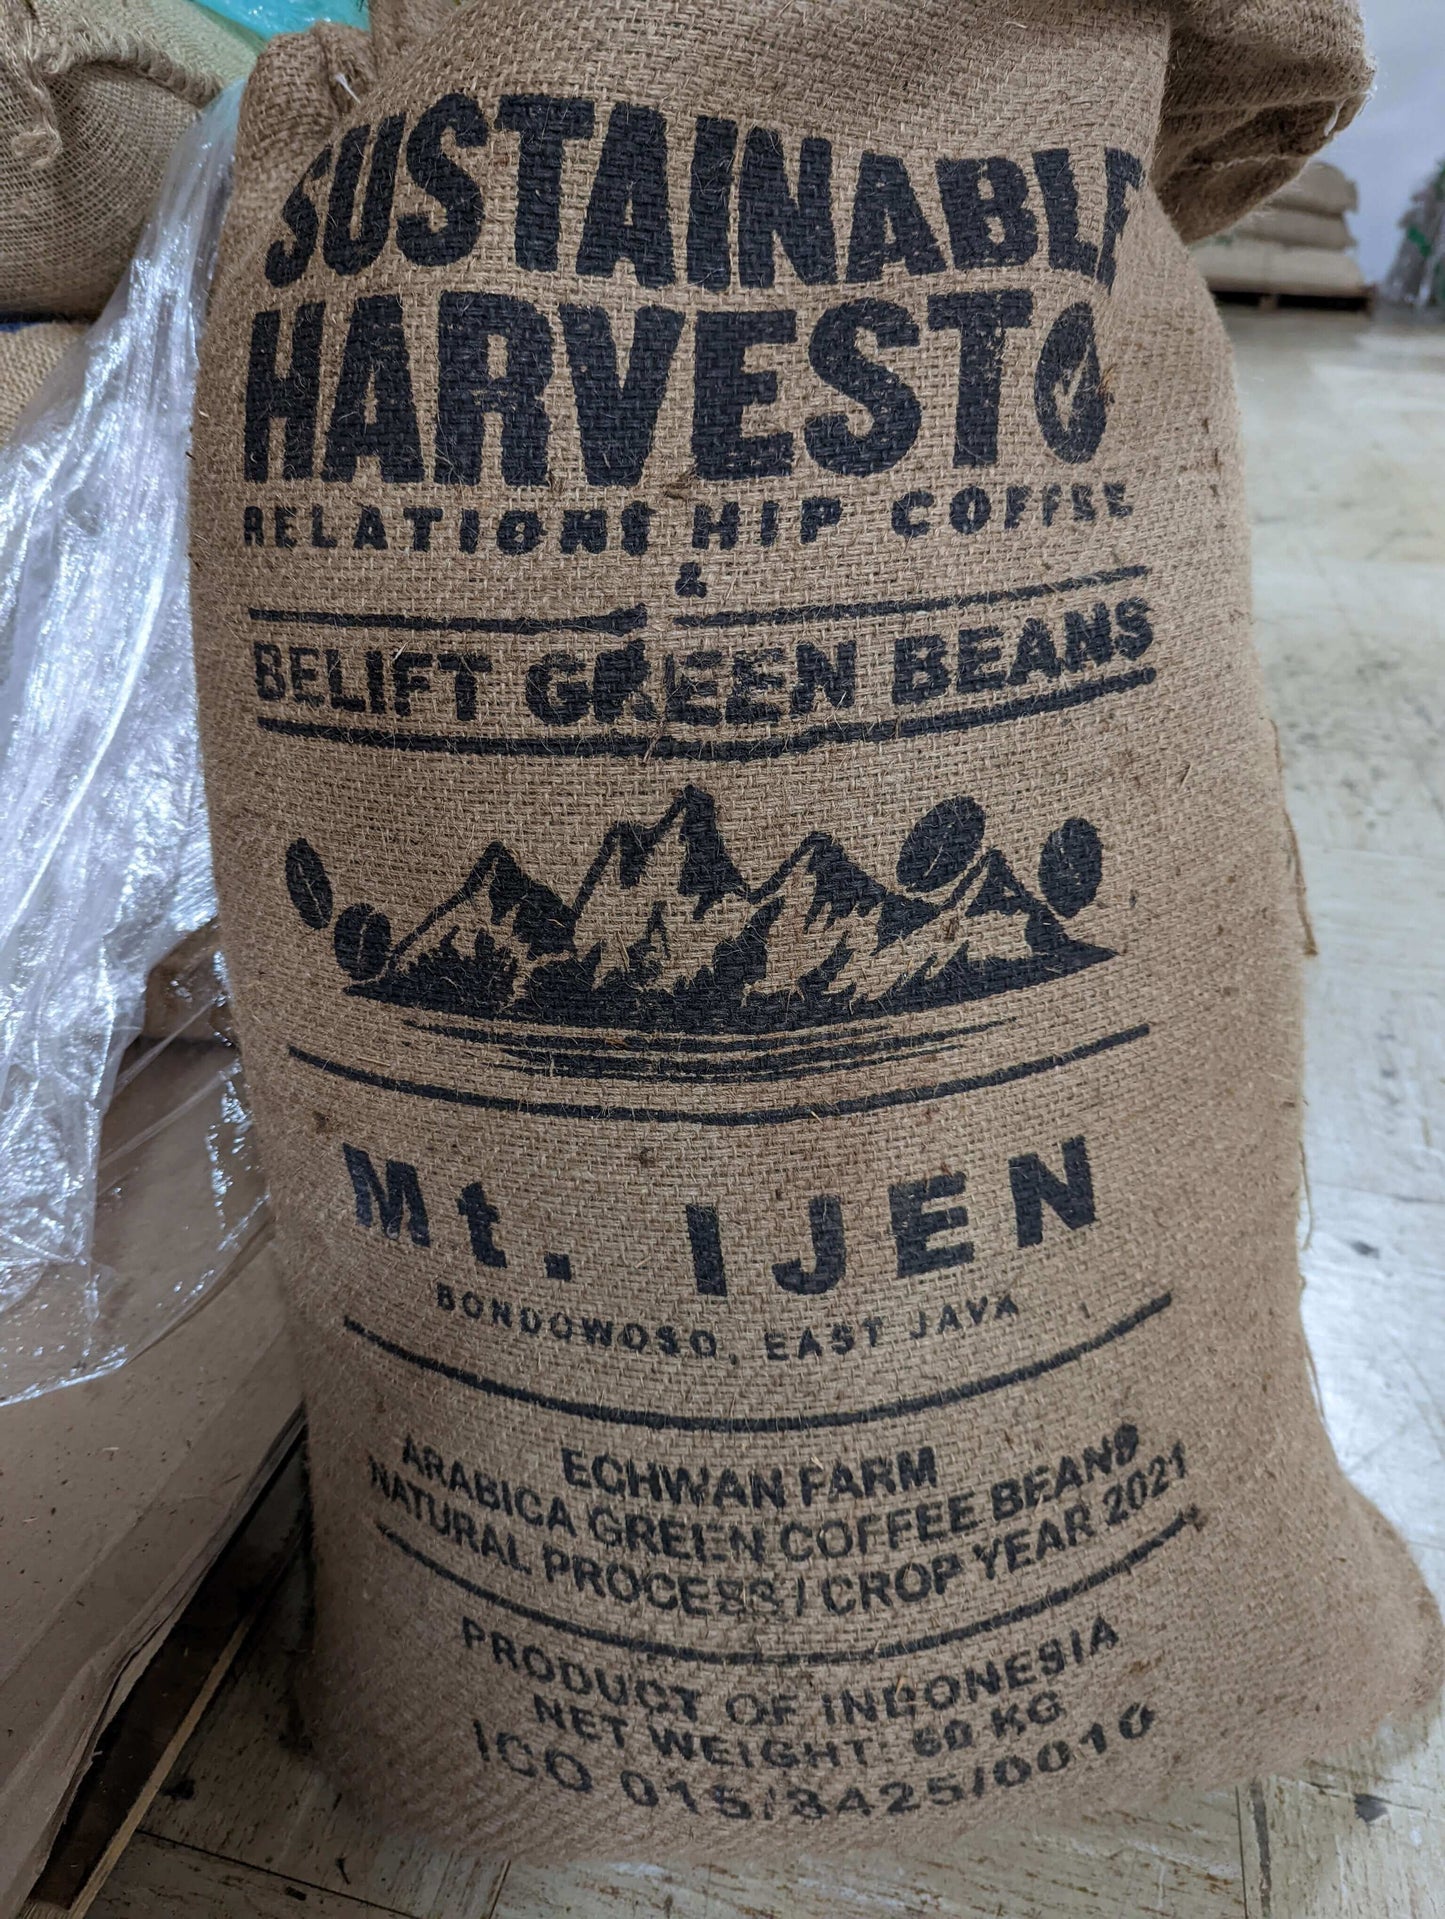 SUSTAINABLE
HARVEST
RELATIONSHIP COFFEE
&
BELIFT GREEN BEANS
Mt. IJEN
BONDOWOSO, EAST JAVA
ECHWAN FARM
ARABICA GREEN COFFEE BEANS
NATURAL PROCESS / CROP YEAR 2021
PRODUCT OF INDONESIA
NET WEIGHT: 60 KG
ICO 015/3425/0010